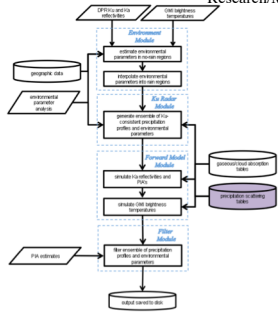 Research/M
DPR Ku and Ka
reflectivities
GMI brightness
temperatures
Environment
Module
estimate environmental
parameters in no-rain regions
geographic data
interpolate environmental
parameters into rain regions
environmental
parameter
analysis
Ku Radar
Module
generate ensemble of Ku-
consistent precipitation
profiles and environmental
parameters
Forward Model
Module
gaseous/cloud absorption
tables
simulate Ka reflectivities and
PIAs
precipitation scattering
tables
simulate GMI brightness
temperatures
Filter
Module
PIA estimates
filter ensemble of precipitation
profiles and environmental
parameters
output saved to disk